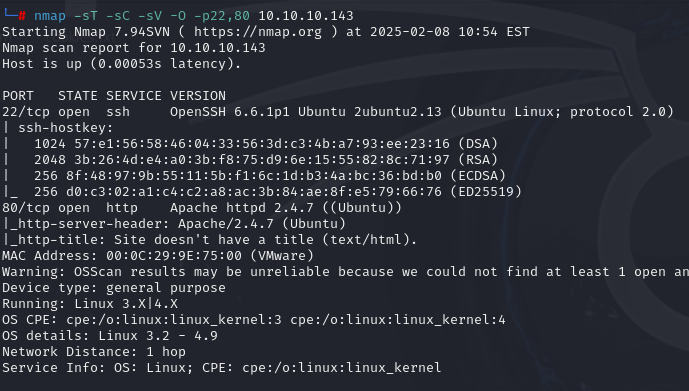 └─# nmap -sT -sC -sV -O -p22,80 10.10.10.143
Starting Nmap 7.94SVN ( https://nmap.org ) at 2025-02-08 10:54 EST
Nmap scan report for 10.10.10.143
Host is up (0.00053s latency).

PORT   STATE SERVICE VERSION
22/tcp open  ssh     OpenSSH 6.6.1p1 Ubuntu 2ubuntu2.13 (Ubuntu Linux; protocol 2.0)
| ssh-hostkey:
|   1024 57:e1:56:58:46:04:33:56:3d:c3:4b:a7:93:ee:23:16 (DSA)
|   2048 3b:26:4d:e4:a0:3b:f8:75:d9:6e:15:55:82:8c:71:97 (RSA)
|   256 8f:48:97:9b:55:11:5b:f1:6c:1d:b3:4a:bc:36:bd:b0 (ECDSA)
|_  256 d0:c3:02:a1:c4:c2:a8:ac:3b:84:ae:8f:e5:79:66:76 (ED25519)
80/tcp open  http    Apache httpd 2.4.7 ((Ubuntu))
|_http-server-header: Apache/2.4.7 (Ubuntu)
|_http-title: Site doesn't have a title (text/html).
MAC Address: 00:0C:29:9E:75:00 (VMware)
Warning: OSScan results may be unreliable because we could not find at least 1 open an
Device type: general purpose
Running: Linux 3.X|4.X
OS CPE: cpe:/o:linux:linux_kernel:3 cpe:/o:linux:linux_kernel:4
OS details: Linux 3.2 - 4.9
Network Distance: 1 hop
Service Info: OS: Linux; CPE: cpe:/o:linux:linux_kernel